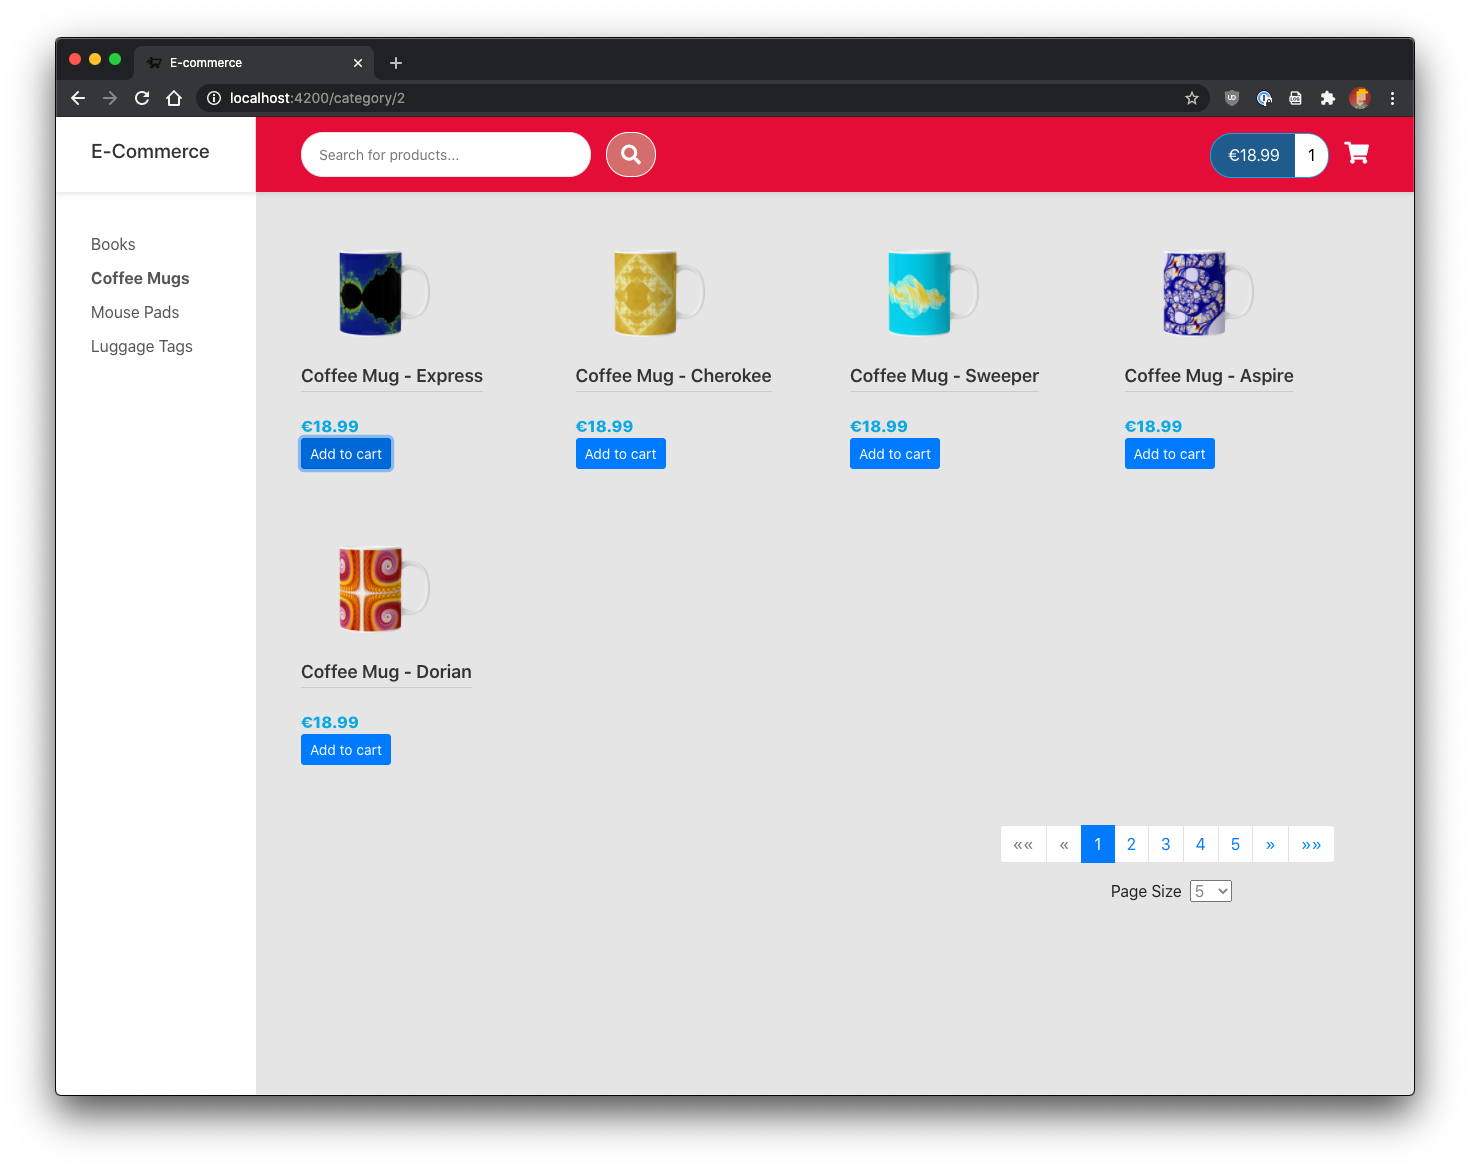 E-commerce
localhost:4200/category/2
E-Commerce
Search for products...
€18.99 1
Books
Coffee Mugs
Mouse Pads
Luggage Tags
Coffee Mug - Express
€18.99
Add to cart
Coffee Mug - Cherokee
€18.99
Add to cart
Coffee Mug - Sweeper
€18.99
Add to cart
Coffee Mug - Aspire
€18.99
Add to cart
Coffee Mug - Dorian
€18.99
Add to cart
«« « 1 2 3 4 5 » »»
Page Size 5